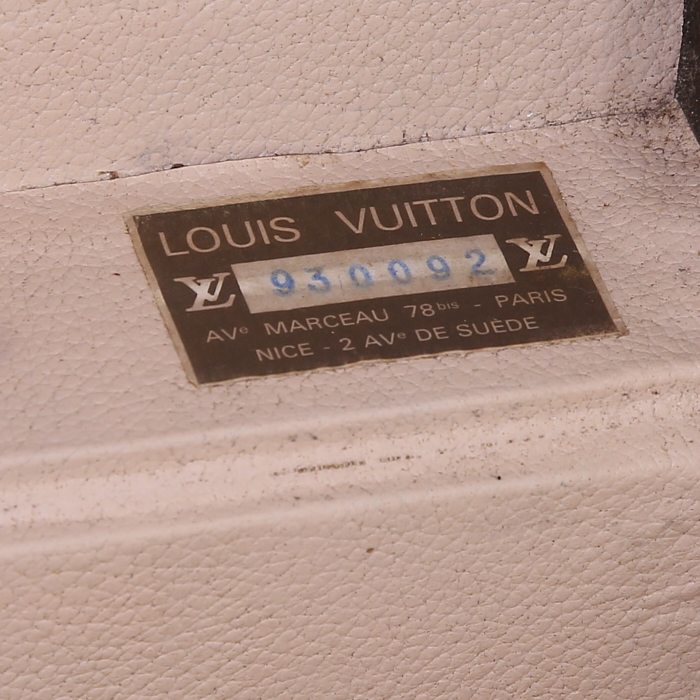 LOUIS VUITTON
LV 930092 LV
AVᵉ MARCEAU 78ᵇⁱˢ - PARIS
NICE - 2 AVᵉ DE SUÈDE